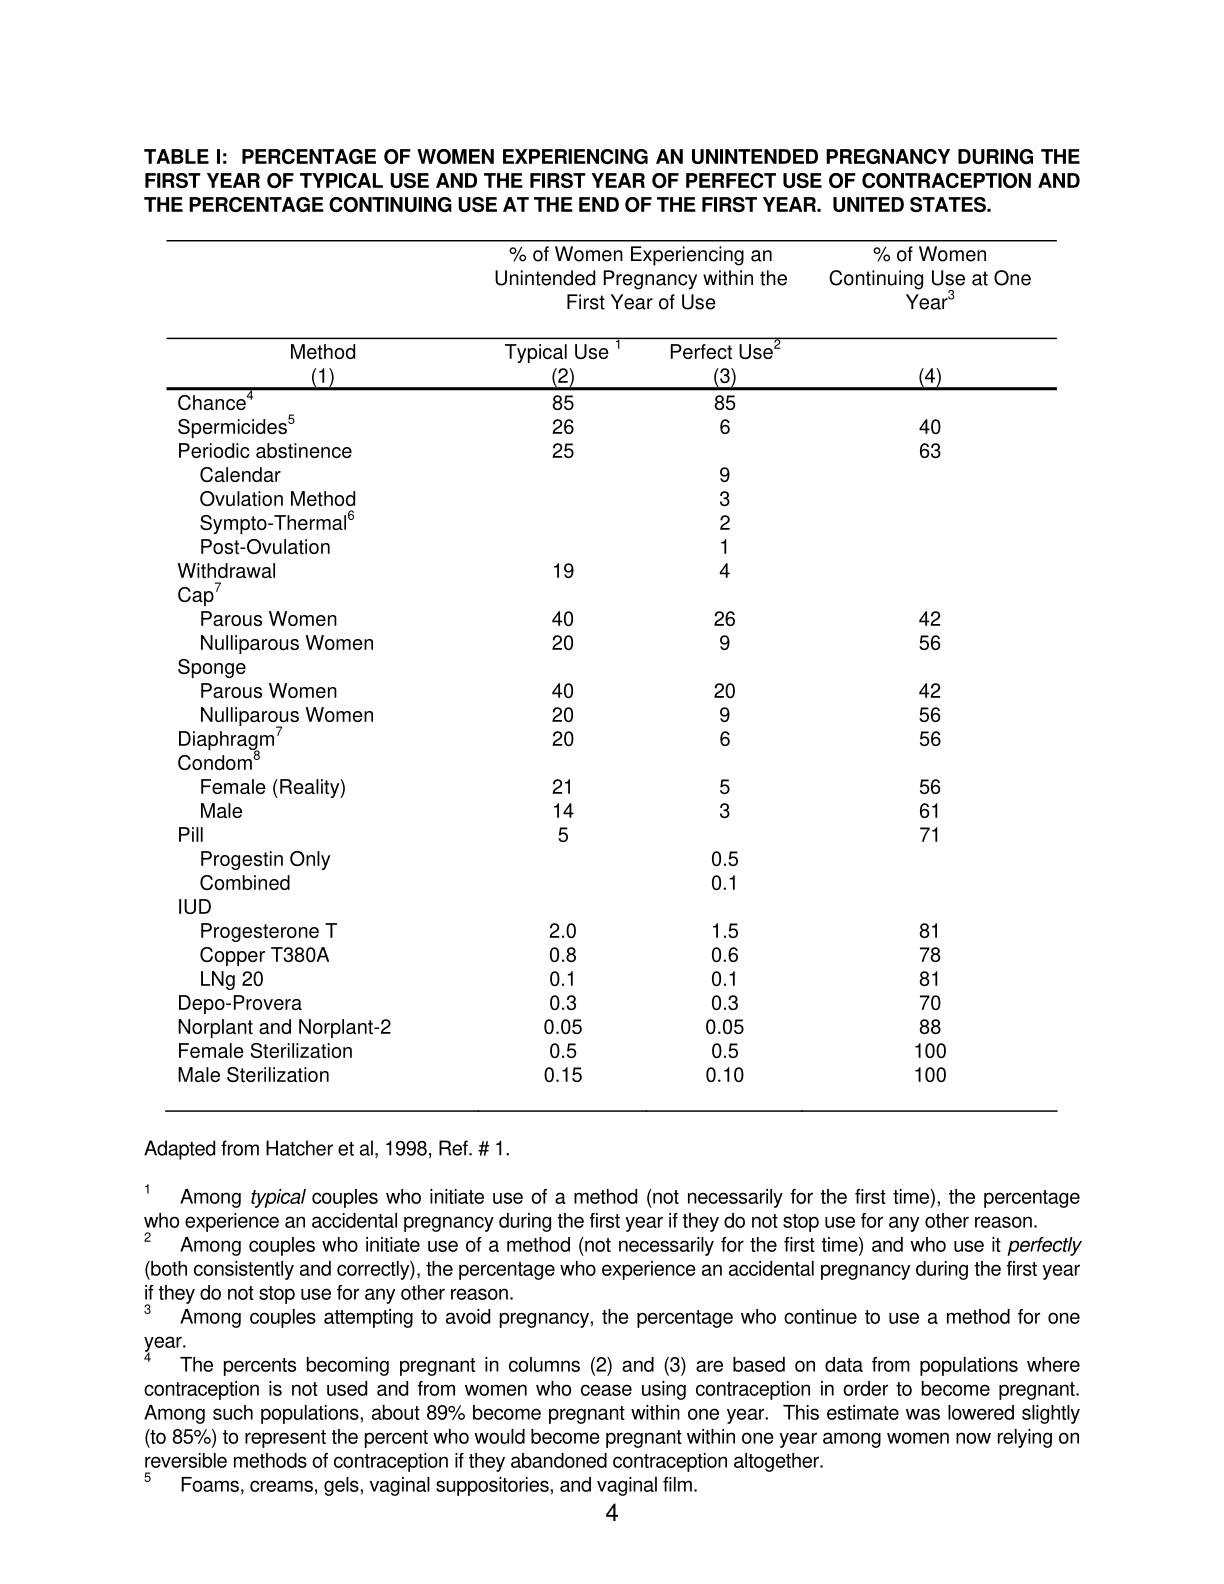 TABLE I: PERCENTAGE OF WOMEN EXPERIENCING AN UNINTENDED PREGNANCY DURING THE
FIRST YEAR OF TYPICAL USE AND THE FIRST YEAR OF PERFECT USE OF CONTRACEPTION AND
THE PERCENTAGE CONTINUING USE AT THE END OF THE FIRST YEAR. UNITED STATES.
% of Women Experiencing an % of Women
Unintended Pregnancy within the Continuing Use at One
First Year of Use Year3
Method Typical Use 1 Perfect Use2
(1) (2) (3) (4)
Chance4 85 85
Spermicides5 26 6 40
Periodic abstinence 25 63
Calendar 9
Ovulation Method 3
Sympto-Thermal6 2
Post-Ovulation 1
Withdrawal 19 4
Cap7
Parous Women 40 26 42
Nulliparous Women 20 9 56
Sponge
Parous Women 40 20 42
Nulliparous Women 20 9 56
Diaphragm7 20 6 56
Condom8
Female (Reality) 21 5 56
Male 14 3 61
Pill 5 71
Progestin Only 0.5
Combined 0.1
IUD
Progesterone T 2.0 1.5 81
Copper T380A 0.8 0.6 78
LNg 20 0.1 0.1 81
Depo-Provera 0.3 0.3 70
Norplant and Norplant-2 0.05 0.05 88
Female Sterilization 0.5 0.5 100
Male Sterilization 0.15 0.10 100
Adapted from Hatcher et al, 1998, Ref. # 1.
1 Among typical couples who initiate use of a method (not necessarily for the first time), the percentage
who experience an accidental pregnancy during the first year if they do not stop use for any other reason.
2 Among couples who initiate use of a method (not necessarily for the first time) and who use it perfectly
(both consistently and correctly), the percentage who experience an accidental pregnancy during the first year
if they do not stop use for any other reason.
3 Among couples attempting to avoid pregnancy, the percentage who continue to use a method for one
year.
4 The percents becoming pregnant in columns (2) and (3) are based on data from populations where
contraception is not used and from women who cease using contraception in order to become pregnant.
Among such populations, about 89% become pregnant within one year. This estimate was lowered slightly
(to 85%) to represent the percent who would become pregnant within one year among women now relying on
reversible methods of contraception if they abandoned contraception altogether.
5 Foams, creams, gels, vaginal suppositories, and vaginal film.
4